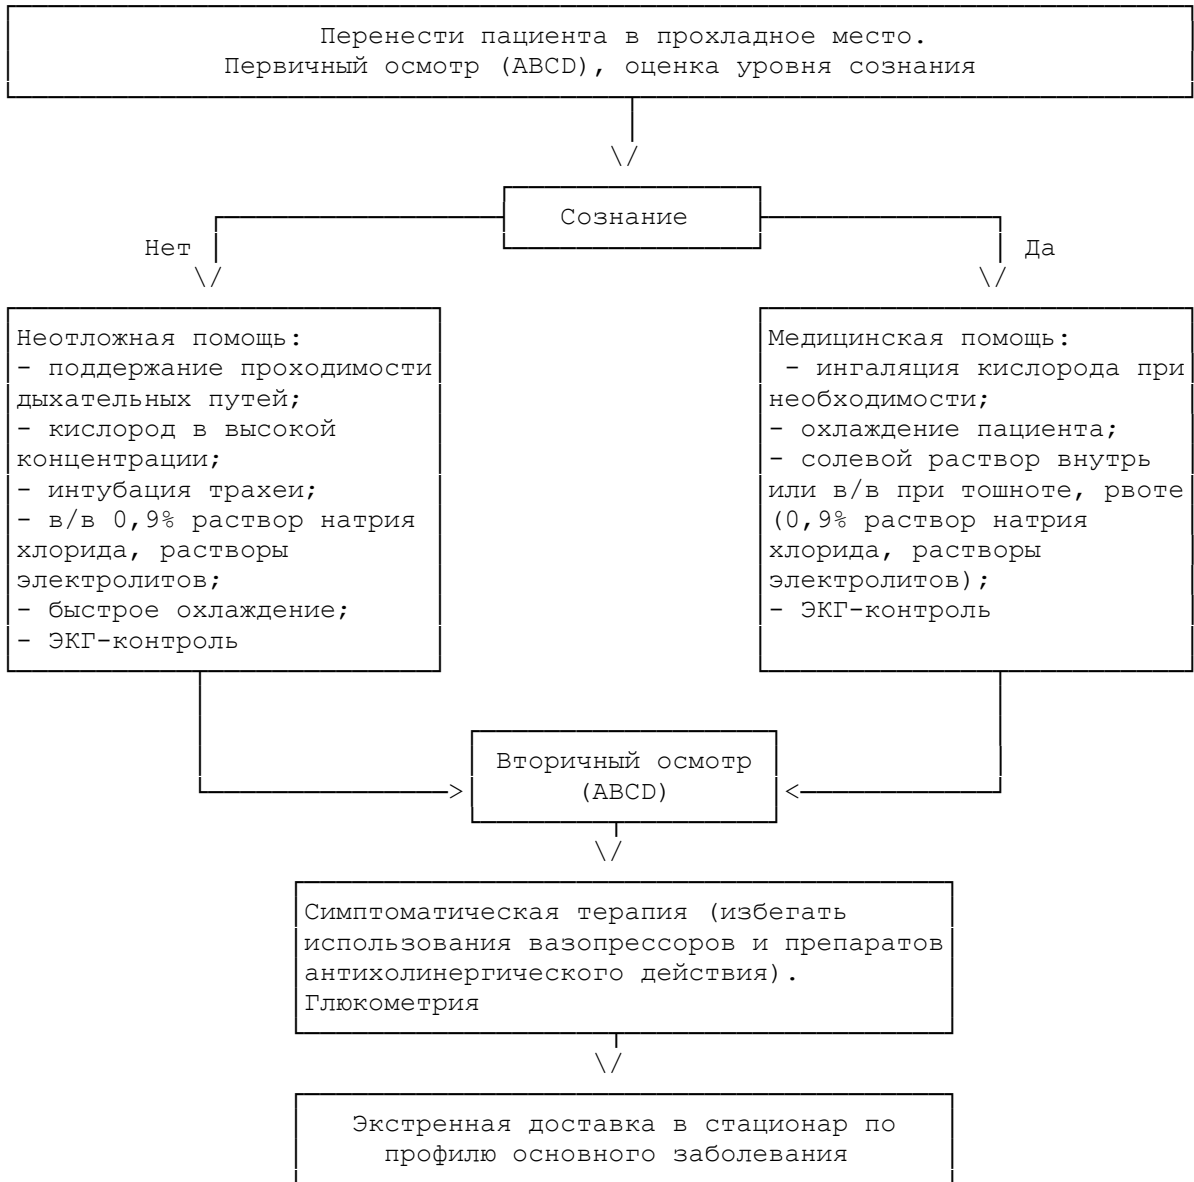 Перенести пациента в прохладное место.
Первичный осмотр (ABCD), оценка уровня сознания
Сознание
Нет
Да
Неотложная помощь:
- поддержание проходимости
дыхательных путей;
- кислород в высокой
концентрации;
- интубация трахеи;
- в/в 0,9% раствор натрия
хлорида, растворы
электролитов;
- быстрое охлаждение;
- ЭКГ-контроль
Медицинская помощь:
- ингаляция кислорода при
необходимости;
- охлаждение пациента;
- солевой раствор внутрь
или в/в при тошноте, рвоте
(0,9% раствор натрия
хлорида, растворы
электролитов);
- ЭКГ-контроль
Вторичный осмотр
(ABCD)
Симптоматическая терапия (избегать
использования вазопрессоров и препаратов
антихолинергического действия).
Глюкометрия
Экстренная доставка в стационар по
профилю основного заболевания